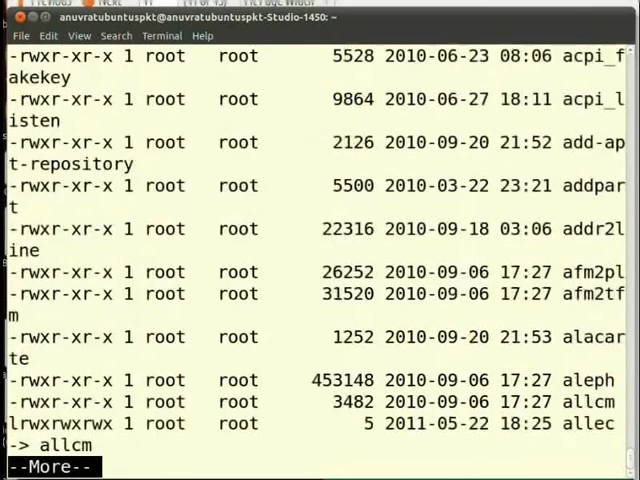 anuvratubuntuspkt@anuvratubuntuspkt-Studio-1450: ~
File Edit View Search Terminal Help
-rwxr-xr-x 1 root root 5528 2010-06-23 08:06 acpi_f
akekey
-rwxr-xr-x 1 root root 9864 2010-06-27 18:11 acpi_l
isten
-rwxr-xr-x 1 root root 2126 2010-09-20 21:52 add-ap
t-repository
-rwxr-xr-x 1 root root 5500 2010-03-22 23:21 addpar
t
-rwxr-xr-x 1 root root 22316 2010-09-18 03:06 addr2l
ine
-rwxr-xr-x 1 root root 26252 2010-09-06 17:27 afm2pl
-rwxr-xr-x 1 root root 31520 2010-09-06 17:27 afm2tf
m
-rwxr-xr-x 1 root root 1252 2010-09-20 21:53 alacar
te
-rwxr-xr-x 1 root root 453148 2010-09-06 17:27 aleph
-rwxr-xr-x 1 root root 3482 2010-09-06 17:27 allcm
lrwxrwxrwx 1 root root 5 2011-05-22 18:25 allec
-> allcm
--More--